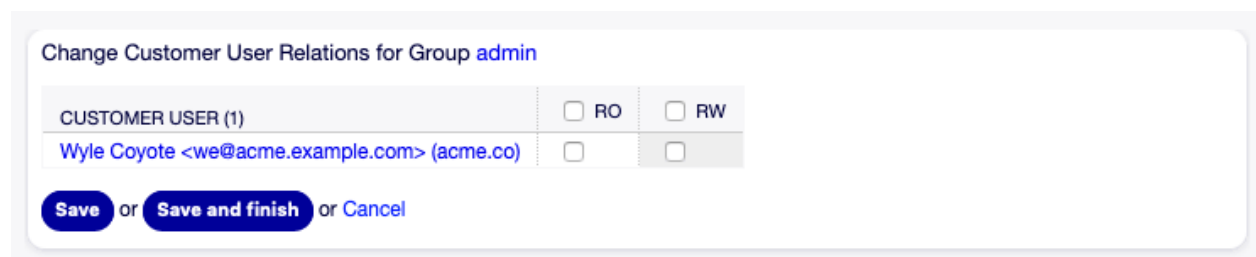 Change Customer User Relations for Group admin
CUSTOMER USER (1) RO RW
Wyle Coyote <we@acme.example.com> (acme.co)
Save or Save and finish or Cancel